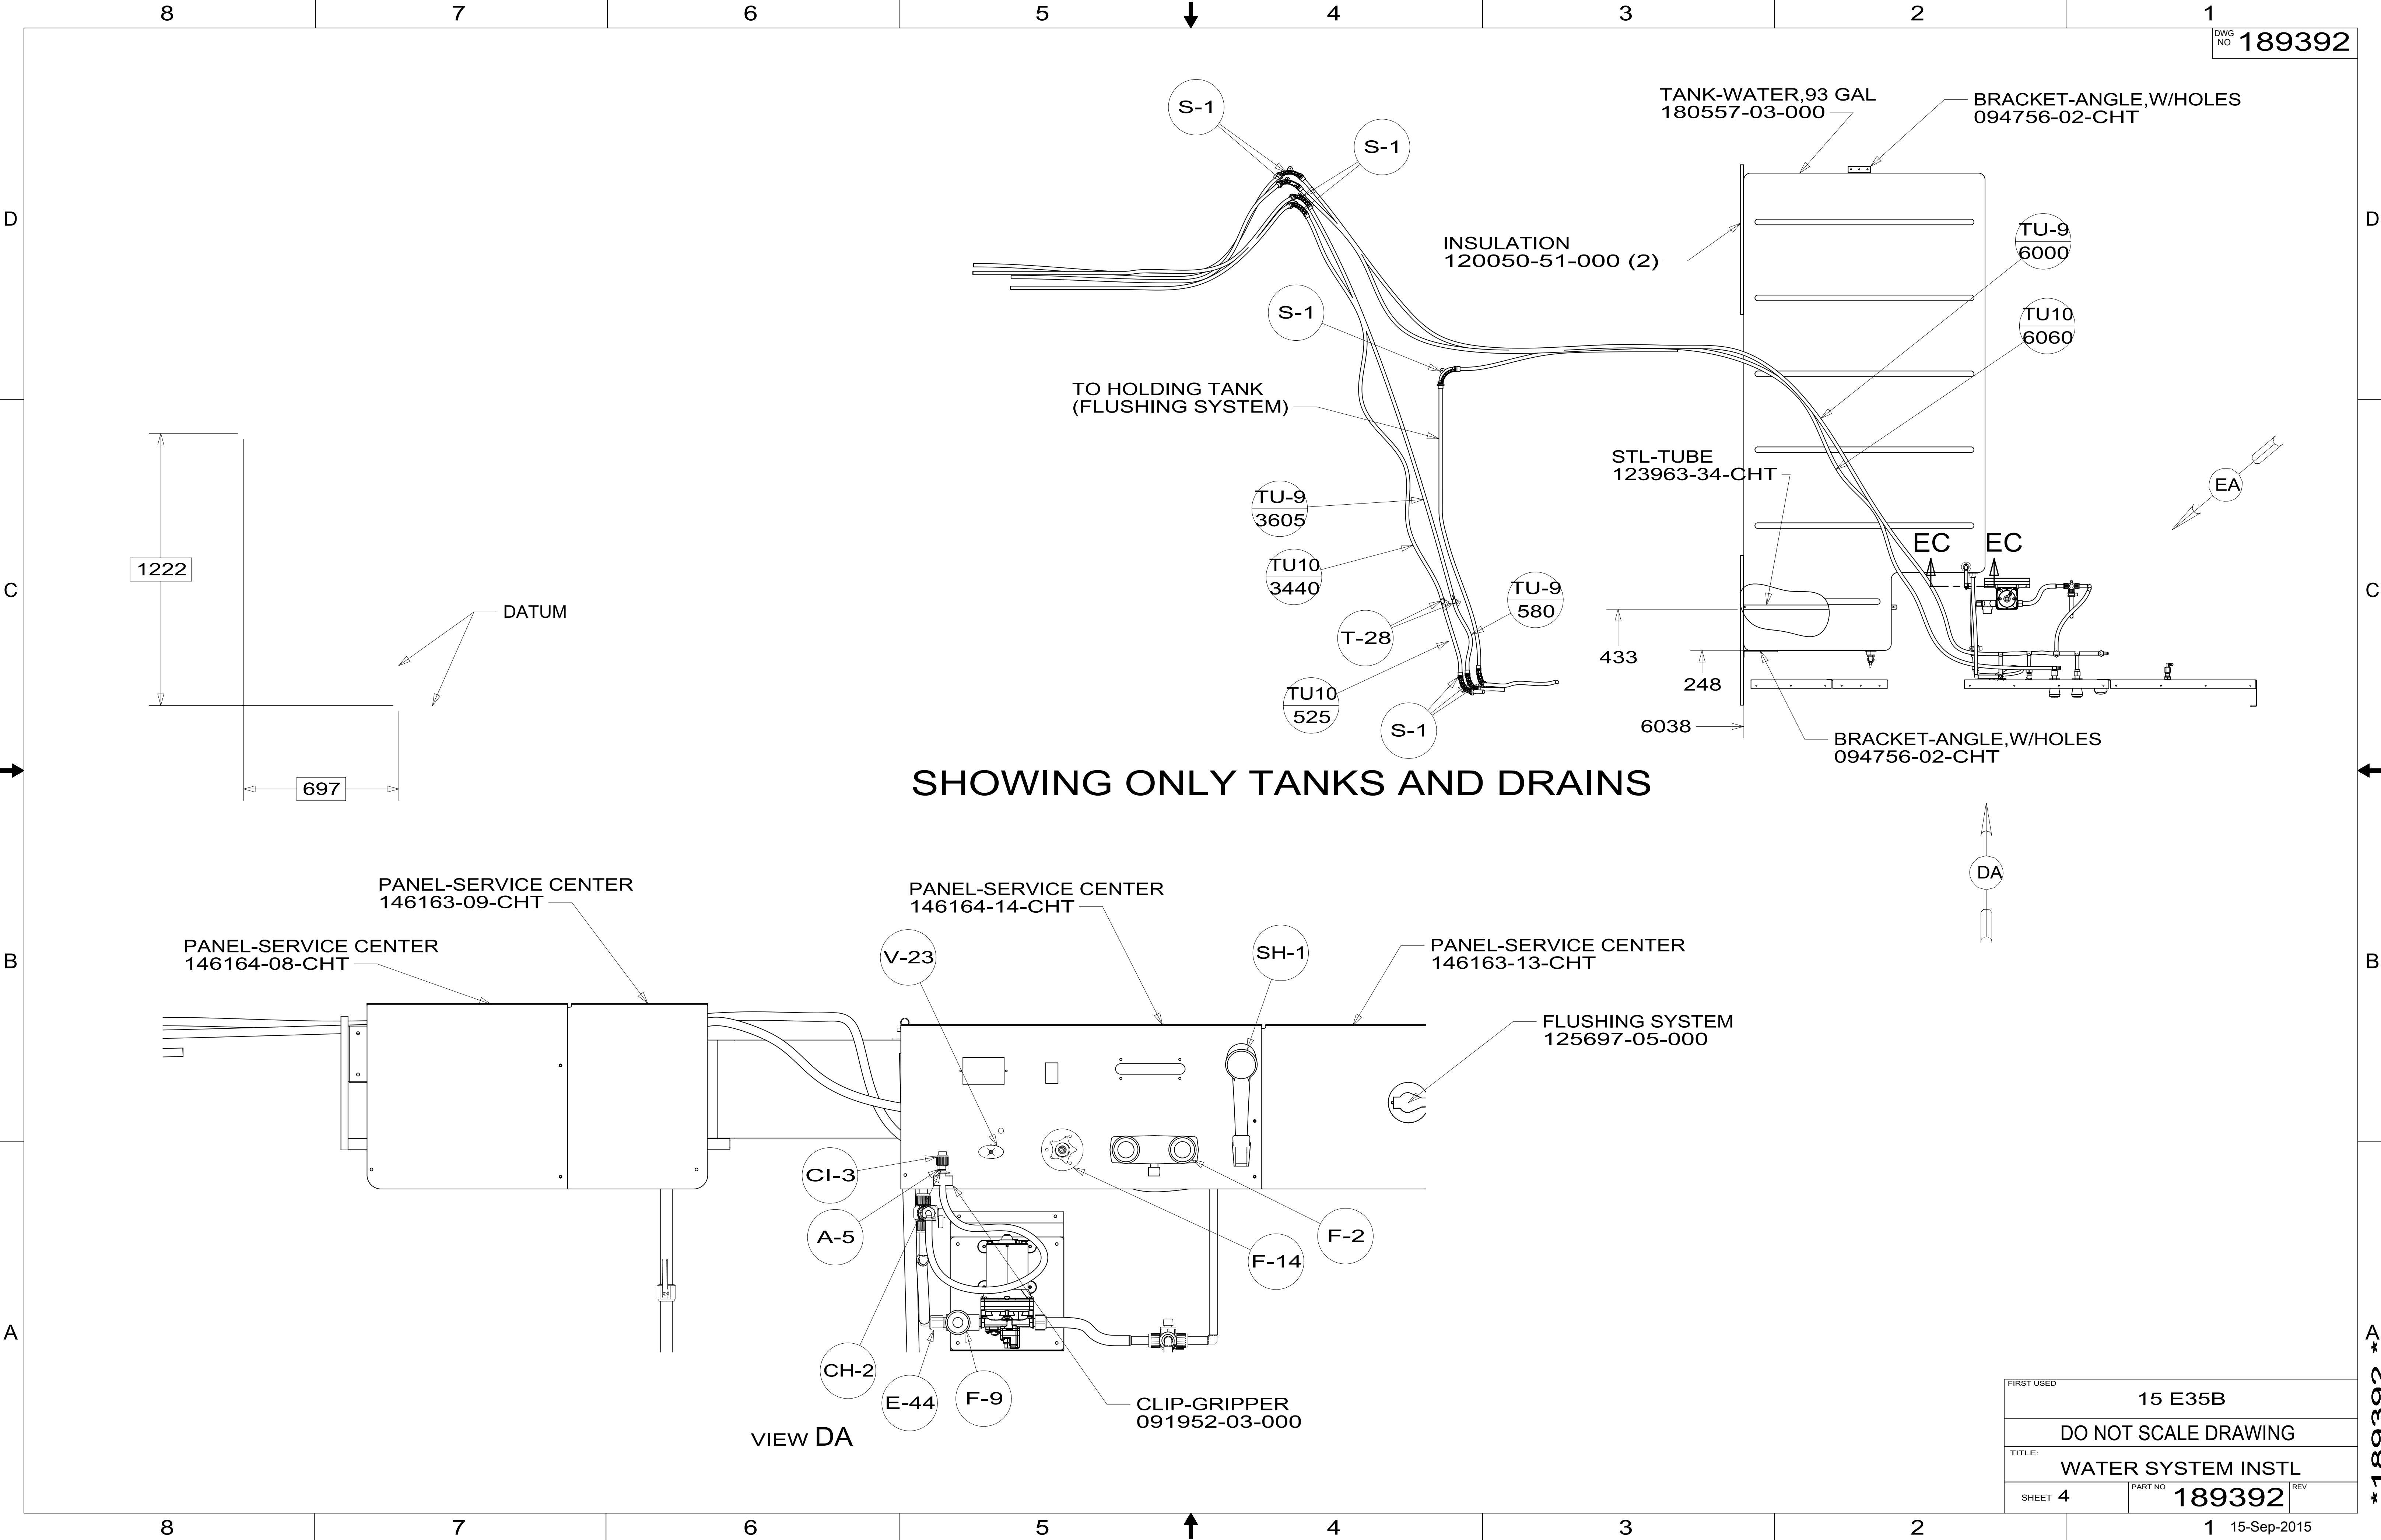 8 7 6 5 4 3 2 1
DWG NO 189392
S-1
S-1
TANK-WATER,93 GAL
180557-03-000
BRACKET-ANGLE,W/HOLES
094756-02-CHT
D
D
INSULATION
120050-51-000 (2)
TU-9
6000
S-1
TU10
6060
TO HOLDING TANK
(FLUSHING SYSTEM)
STL-TUBE
123963-34-CHT
EA
TU-9
3605
EC EC
1222
TU10
3440
TU-9
580
C
C
DATUM
T-28
433
248
TU10
525
S-1
6038
BRACKET-ANGLE,W/HOLES
094756-02-CHT
697
SHOWING ONLY TANKS AND DRAINS
DA
PANEL-SERVICE CENTER
146163-09-CHT
PANEL-SERVICE CENTER
146164-14-CHT
PANEL-SERVICE CENTER
146164-08-CHT
V-23
SH-1
PANEL-SERVICE CENTER
146163-13-CHT
B
B
FLUSHING SYSTEM
125697-05-000
CI-3
A-5
F-2
F-14
A
A
CH-2
E-44
F-9
CLIP-GRIPPER
091952-03-000
VIEW DA
FIRST USED
15 E35B
DO NOT SCALE DRAWING
TITLE:
WATER SYSTEM INSTL
SHEET 4
PART NO 189392
REV
*189392 *
8 7 6 5 4 3 2 1
15-Sep-2015